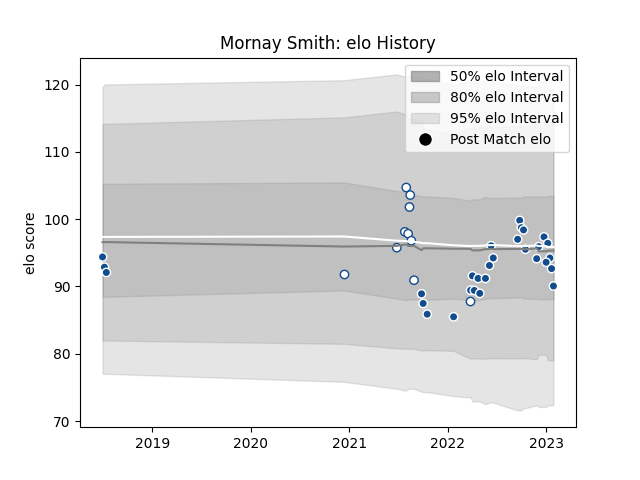 Mornay Smith: elo History
50% elo Interval
80% elo Interval
95% elo Interval
Post Match elo
elo score
120
110
100
90
80
70
2019 2020 2021 2022 2023